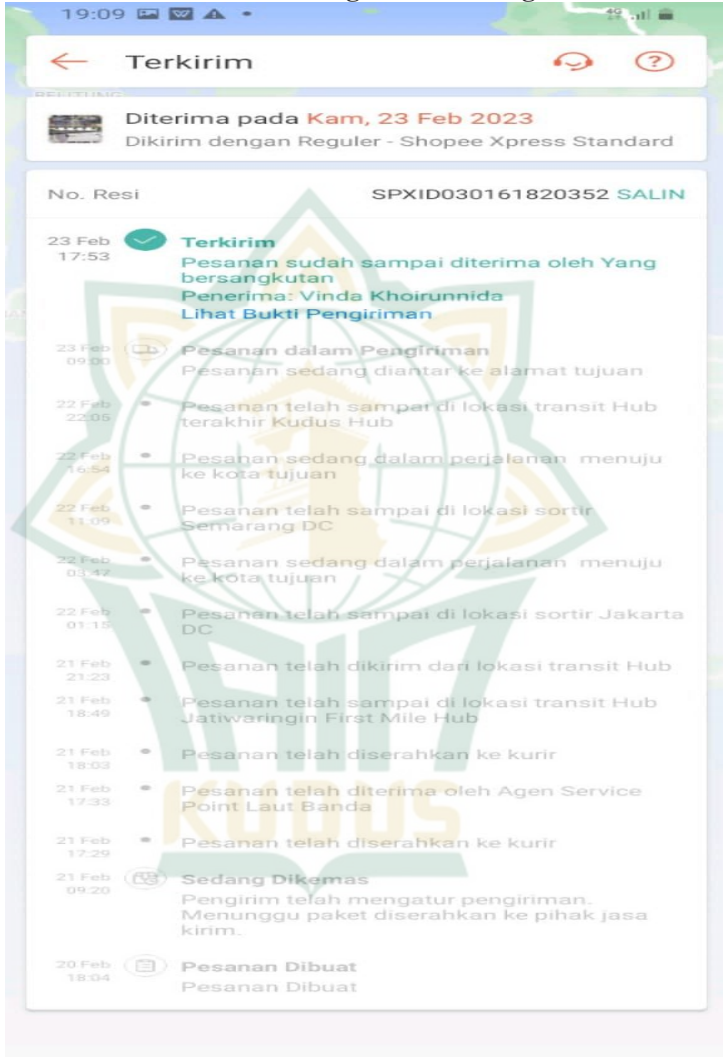 19:09
4G
Terkirim
BELITUNG
Diterima pada Kam, 23 Feb 2023
Dikirim dengan Reguler - Shopee Xpress Standard
No. Resi SPXID030161820352 SALIN
23 Feb Terkirim
17:53 Pesanan sudah sampai diterima oleh Yang
bersangkutan
Penerima: Vinda Khoirunnida
Lihat Bukti Pengiriman
23 Feb Pesanan dalam Pengiriman
09:00 Pesanan sedang diantar ke alamat tujuan
22 Feb Pesanan telah sampai di lokasi transit Hub
22:05 terakhir Kudus Hub
22 Feb Pesanan sedang dalam perjalanan menuju
16:54 ke kota tujuan
22 Feb Pesanan telah sampai di lokasi sortir
11:09 Semarang DC
22 Feb Pesanan sedang dalam perjalanan menuju
03:47 ke kota tujuan
22 Feb Pesanan telah sampai di lokasi sortir Jakarta
01:15 DC
21 Feb Pesanan telah dikirim dari lokasi transit Hub
21:23
21 Feb Pesanan telah sampai di lokasi transit Hub
18:49 Jatiwaringin First Mile Hub
21 Feb Pesanan telah diserahkan ke kurir
18:03
21 Feb Pesanan telah diterima oleh Agen Service
17:33 Point Laut Banda
21 Feb Pesanan telah diserahkan ke kurir
17:29
KUDUS
21 Feb Sedang Dikemas
09:20 Pengirim telah mengatur pengiriman.
Menunggu paket diserahkan ke pihak jasa
kirim.
20 Feb Pesanan Dibuat
18:04 Pesanan Dibuat